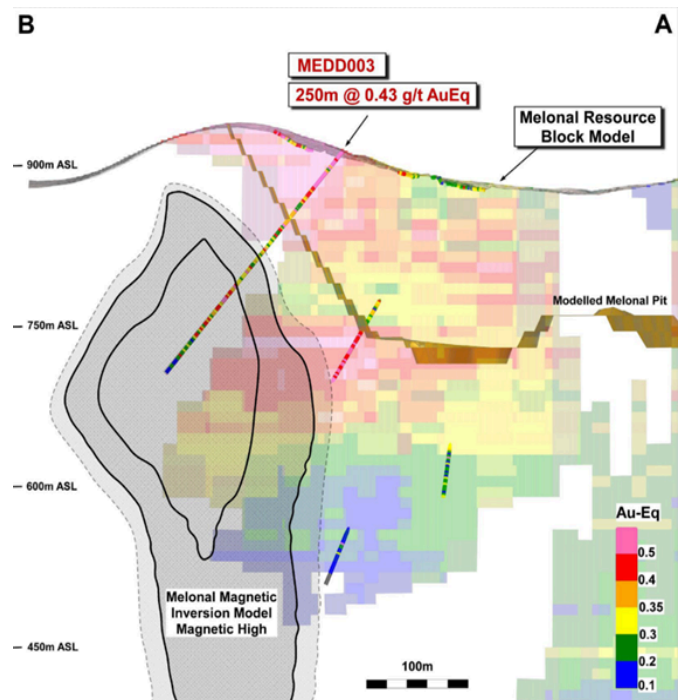 B
A
MEDD003
250m @ 0.43 g/t AuEq
Melonal Resource
Block Model
900m ASL
Modelled Melonal Pit
750m ASL
600m ASL
Au-Eq
0.5
0.4
0.35
0.3
0.2
0.1
Melonal Magnetic
Inversion Model
Magnetic High
450m ASL
100m